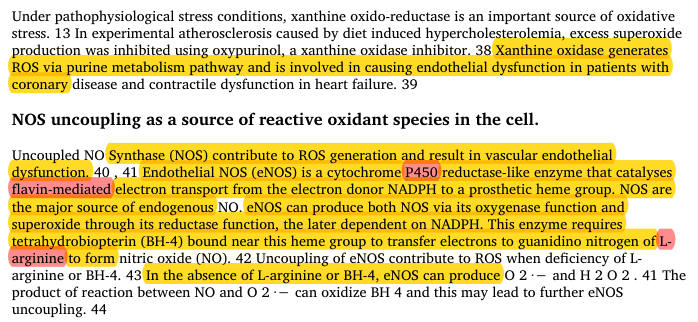 Under pathophysiological stress conditions, xanthine oxido-reductase is an important source of oxidative
stress. 13 In experimental atherosclerosis caused by diet induced hypercholesterolemia, excess superoxide
production was inhibited using oxypurinol, a xanthine oxidase inhibitor. 38 Xanthine oxidase generates
ROS via purine metabolism pathway and is involved in causing endothelial dysfunction in patients with
coronary disease and contractile dysfunction in heart failure. 39
NOS uncoupling as a source of reactive oxidant species in the cell.
Uncoupled NO Synthase (NOS) contribute to ROS generation and result in vascular endothelial
dysfunction. 40 , 41 Endothelial NOS (eNOS) is a cytochrome P450 reductase-like enzyme that catalyses
flavin-mediated electron transport from the electron donor NADPH to a prosthetic heme group. NOS are
the major source of endogenous NO. eNOS can produce both NOS via its oxygenase function and
superoxide through its reductase function, the later dependent on NADPH. This enzyme requires
tetrahydrobiopterin (BH-4) bound near this heme group to transfer electrons to guanidino nitrogen of L-
arginine to form nitric oxide (NO). 42 Uncoupling of eNOS contribute to ROS when deficiency of L-
arginine or BH-4. 43 In the absence of L-arginine or BH-4, eNOS can produce O 2 ·− and H 2 O 2 . 41 The
product of reaction between NO and O 2 ·− can oxidize BH 4 and this may lead to further eNOS
uncoupling. 44